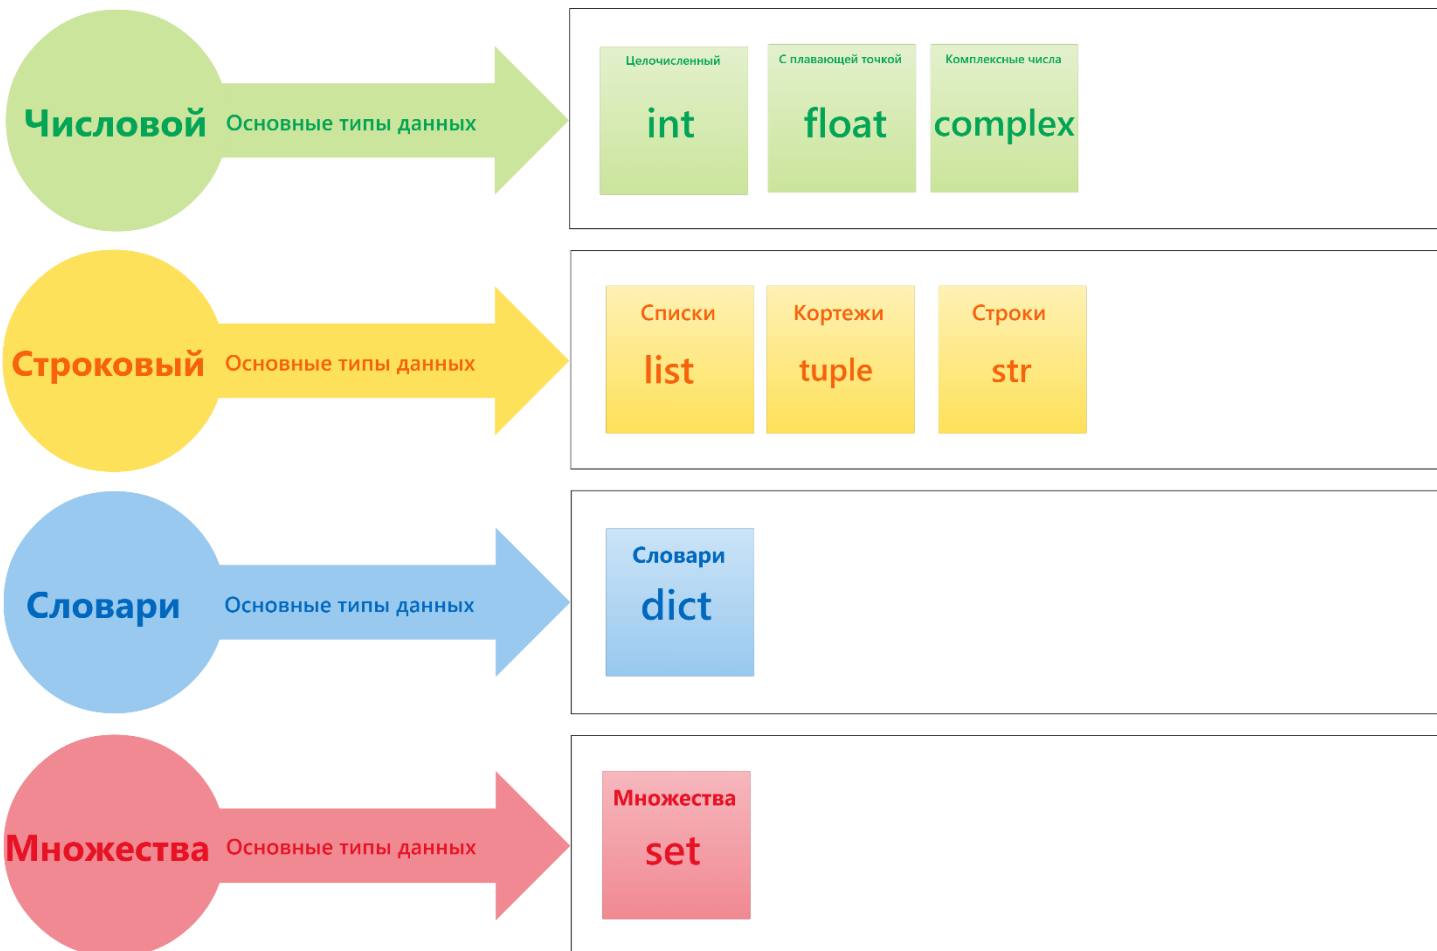 Числовой
Основные типы данных
Целочисленный
int
С плавающей точкой
float
Комплексные числа
complex
Строковый
Основные типы данных
Списки
list
Кортежи
tuple
Строки
str
Словари
Основные типы данных
Словари
dict
Множества
Основные типы данных
Множества
set